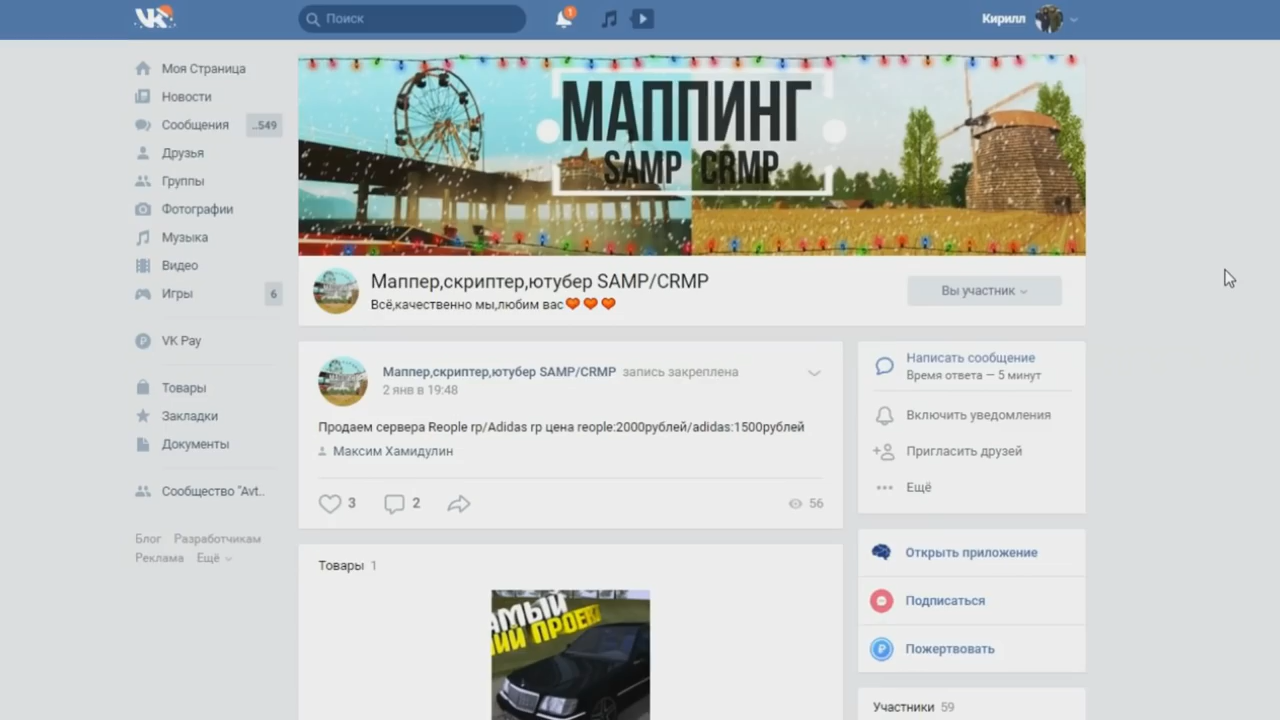 Поиск
1
Кирилл
Моя Страница
Новости
Сообщения
..549
Друзья
Группы
Фотографии
Музыка
Видео
Игры
6
VK Pay
Товары
Закладки
Документы
Сообщество "Avt..
Блог Разработчикам
Реклама Ещё
МАППИНГ
SAMP CRMP
Маппер,скриптер,ютубер SAMP/CRMP
Всё,качественно мы,любим вас
Вы участник
Маппер,скриптер,ютубер SAMP/CRMP запись закреплена
2 янв в 19:48
Продаем сервера Reople rp/Adidas rp цена reople:2000рублей/adidas:1500рублей
Максим Хамидулин
3
2
56
Товары 1
АМЫЙ
ИЙ ПРОЕК
Написать сообщение
Время ответа — 5 минут
Включить уведомления
Пригласить друзей
Ещё
Открыть приложение
Подписаться
Пожертвовать
Участники 59